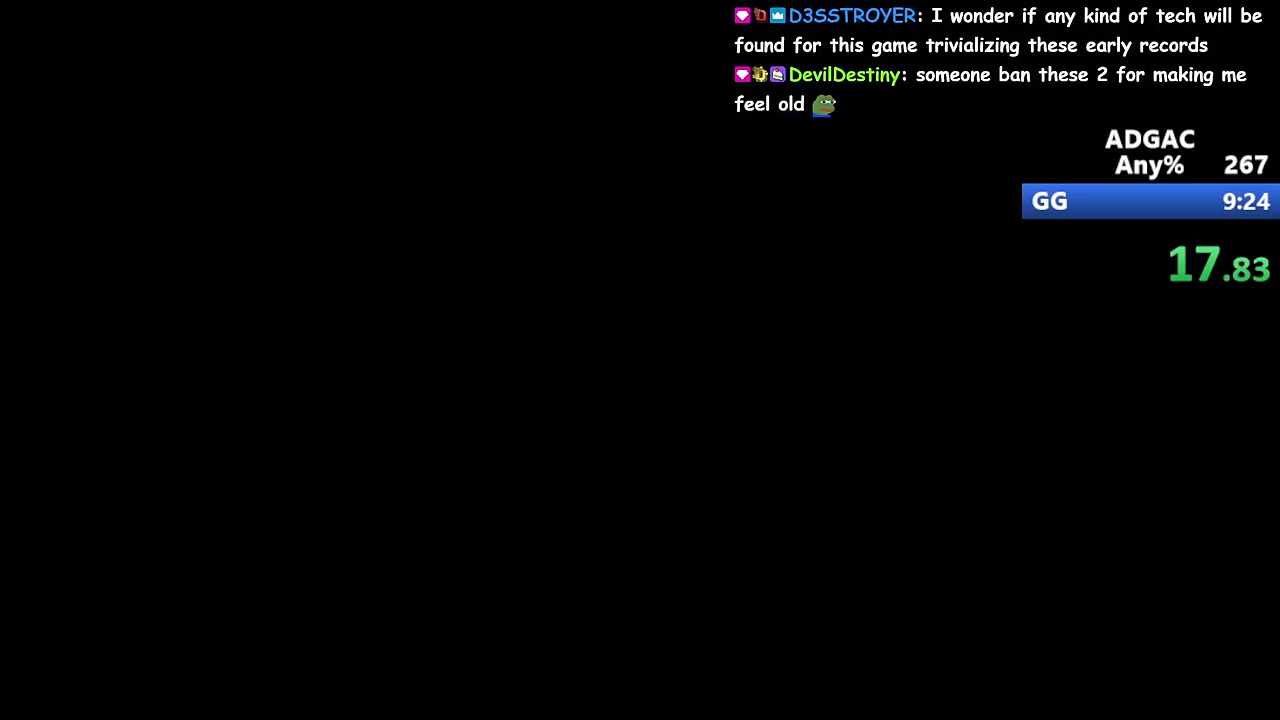 D3SSTROYER: I wonder if any kind of tech will be
found for this game trivializing these early records
DevilDestiny: someone ban these 2 for making me
feel old
ADGAC
Any% 267
GG 9:24
17.83